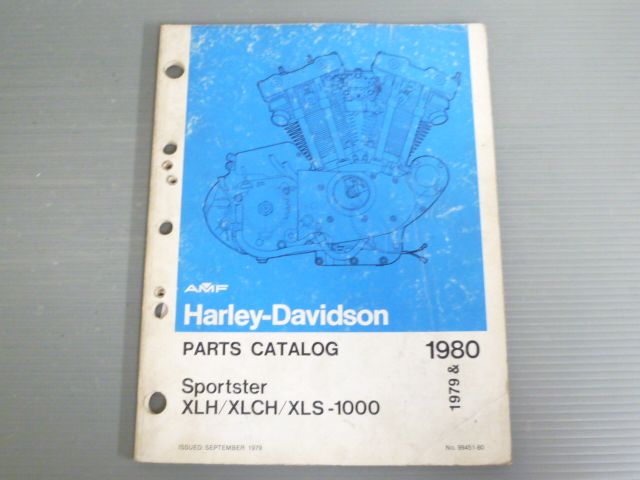 AMF
Harley-Davidson
PARTS CATALOG
1979 & 1980
Sportster
XLH/XLCH/XLS-1000
ISSUED SEPTEMBER 1979
No. 99451-80